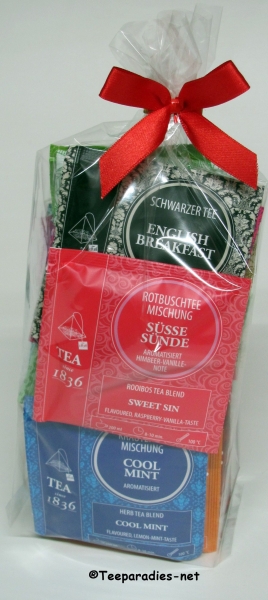 SCHWARZER TEE
ENGLISH
BREAKFAST
ROTBUSCHTEE
MISCHUNG
SÜSSE
SÜNDE
AROMATISIERT
HIMBEER-VANILLE-
NOTE
TEA
since
1836
ROOIBOS TEA BLEND
SWEET SIN
FLAVOURED, RASPBERRY-VANILLA-TASTE
MISCHUNG
COOL
MINT
AROMATISIERT
TEA
since
1836
HERB TEA BLEND
COOL MINT
FLAVOURED, LEMON-MINT-TASTE
©Teeparadies-net